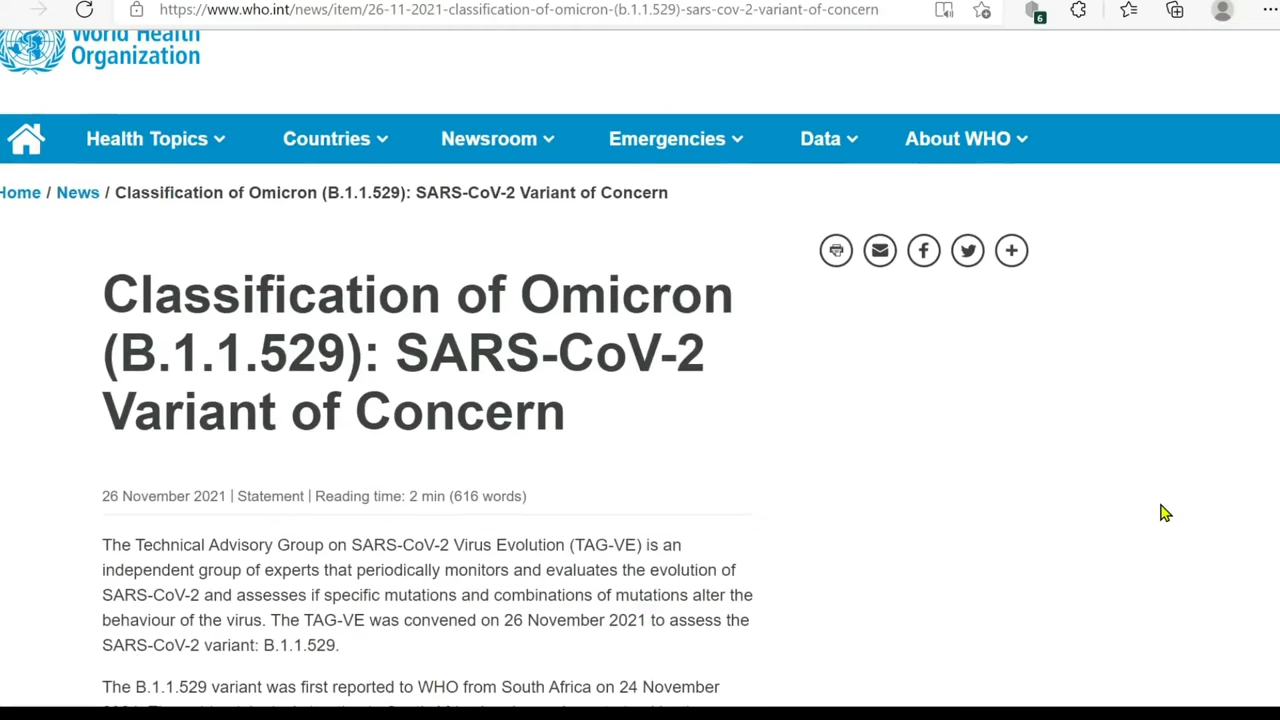 https://www.who.int/news/item/26-11-2021-classification-of-omicron-(b.1.1.529)-sars-cov-2-variant-of-concern
6
World Health
Organization
Health Topics
Countries
Newsroom
Emergencies
Data
About WHO
Home / News / Classification of Omicron (B.1.1.529): SARS-CoV-2 Variant of Concern
Classification of Omicron
(B.1.1.529): SARS-CoV-2
Variant of Concern
26 November 2021 | Statement | Reading time: 2 min (616 words)
The Technical Advisory Group on SARS-CoV-2 Virus Evolution (TAG-VE) is an
independent group of experts that periodically monitors and evaluates the evolution of
SARS-CoV-2 and assesses if specific mutations and combinations of mutations alter the
behaviour of the virus. The TAG-VE was convened on 26 November 2021 to assess the
SARS-CoV-2 variant: B.1.1.529.
The B.1.1.529 variant was first reported to WHO from South Africa on 24 November